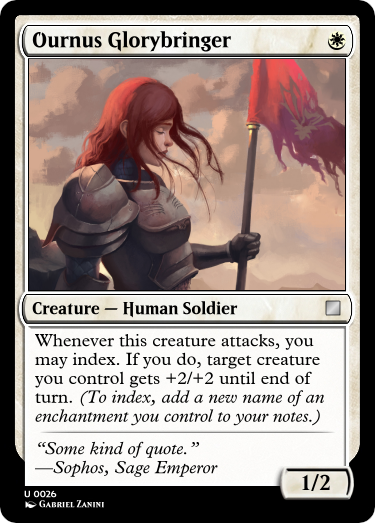 Ournus Glorybringer
Creature — Human Soldier
Whenever this creature attacks, you
may index. If you do, target creature
you control gets +2/+2 until end of
turn. (To index, add a new name of an
enchantment you control to your notes.)
“Some kind of quote.”
—Sophos, Sage Emperor
1/2
U 0026
Gabriel Zanini